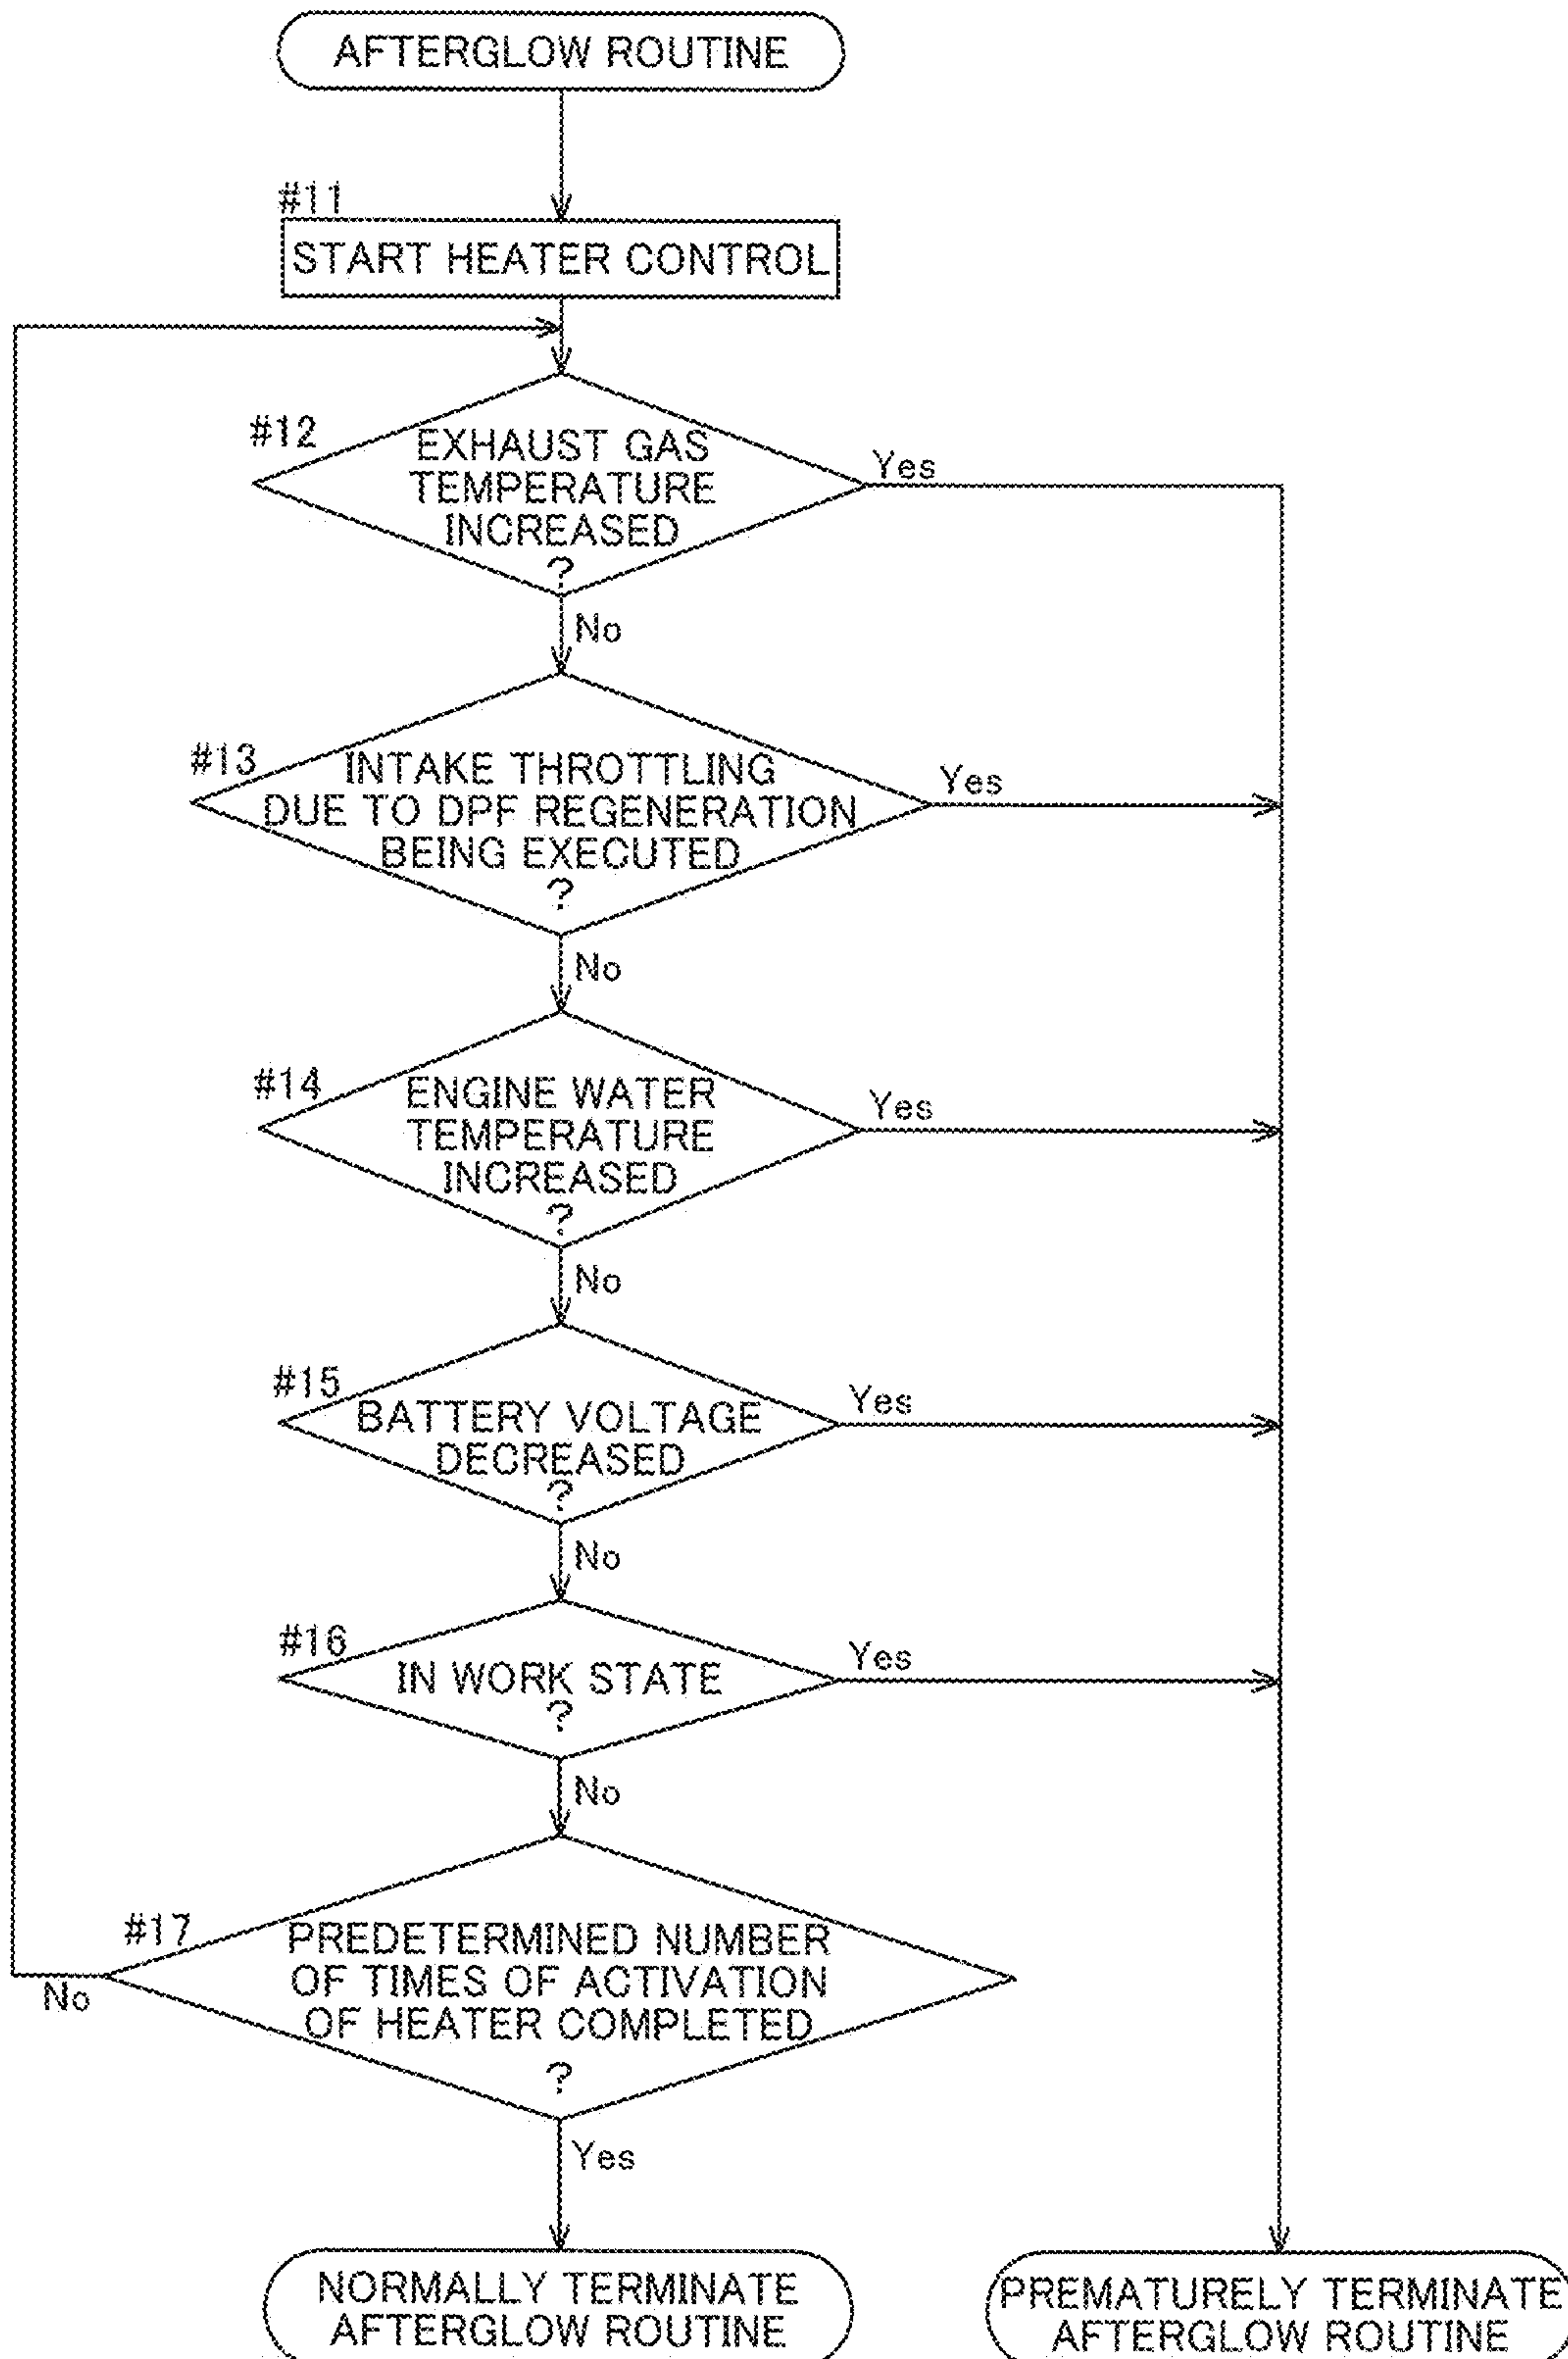 AFTERGLOW ROUTINE
#11
START HEATER CONTROL
#12
EXHAUST GAS
TEMPERATURE
INCREASED
?
Yes
No
#13
INTAKE THROTTLING
DUE TO DPF REGENERATION
BEING EXECUTED
?
Yes
No
#14
ENGINE WATER
TEMPERATURE
INCREASED
?
Yes
No
#15
BATTERY VOLTAGE
DECREASED
?
Yes
No
#16
IN WORK STATE
?
Yes
No
#17
PREDETERMINED NUMBER
OF TIMES OF ACTIVATION
OF HEATER COMPLETED
?
No
Yes
NORMALLY TERMINATE
AFTERGLOW ROUTINE
PREMATURELY TERMINATE
AFTERGLOW ROUTINE